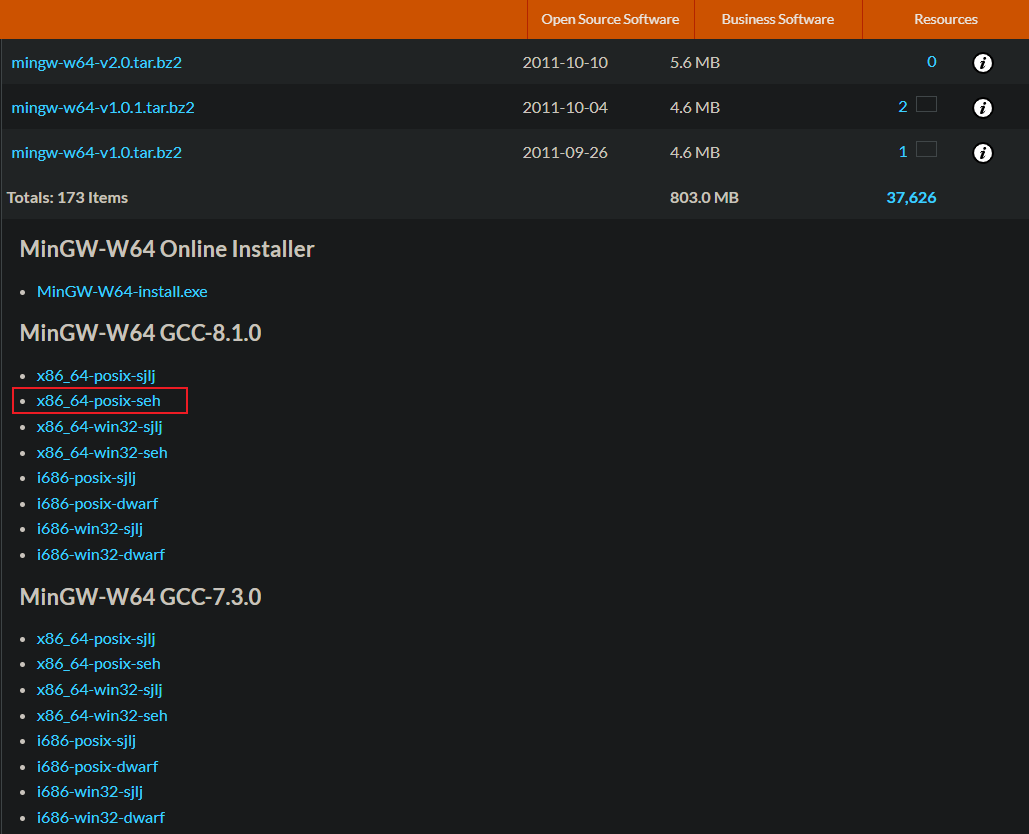 Open Source Software Business Software Resources
mingw-w64-v2.0.tar.bz2 2011-10-10 5.6 MB 0 i
mingw-w64-v1.0.1.tar.bz2 2011-10-04 4.6 MB 2 i
mingw-w64-v1.0.tar.bz2 2011-09-26 4.6 MB 1 i
Totals: 173 Items 803.0 MB 37,626
MinGW-W64 Online Installer
• MinGW-W64-install.exe
MinGW-W64 GCC-8.1.0
• x86_64-posix-sjlj
• x86_64-posix-seh
• x86_64-win32-sjlj
• x86_64-win32-seh
• i686-posix-sjlj
• i686-posix-dwarf
• i686-win32-sjlj
• i686-win32-dwarf
MinGW-W64 GCC-7.3.0
• x86_64-posix-sjlj
• x86_64-posix-seh
• x86_64-win32-sjlj
• x86_64-win32-seh
• i686-posix-sjlj
• i686-posix-dwarf
• i686-win32-sjlj
• i686-win32-dwarf